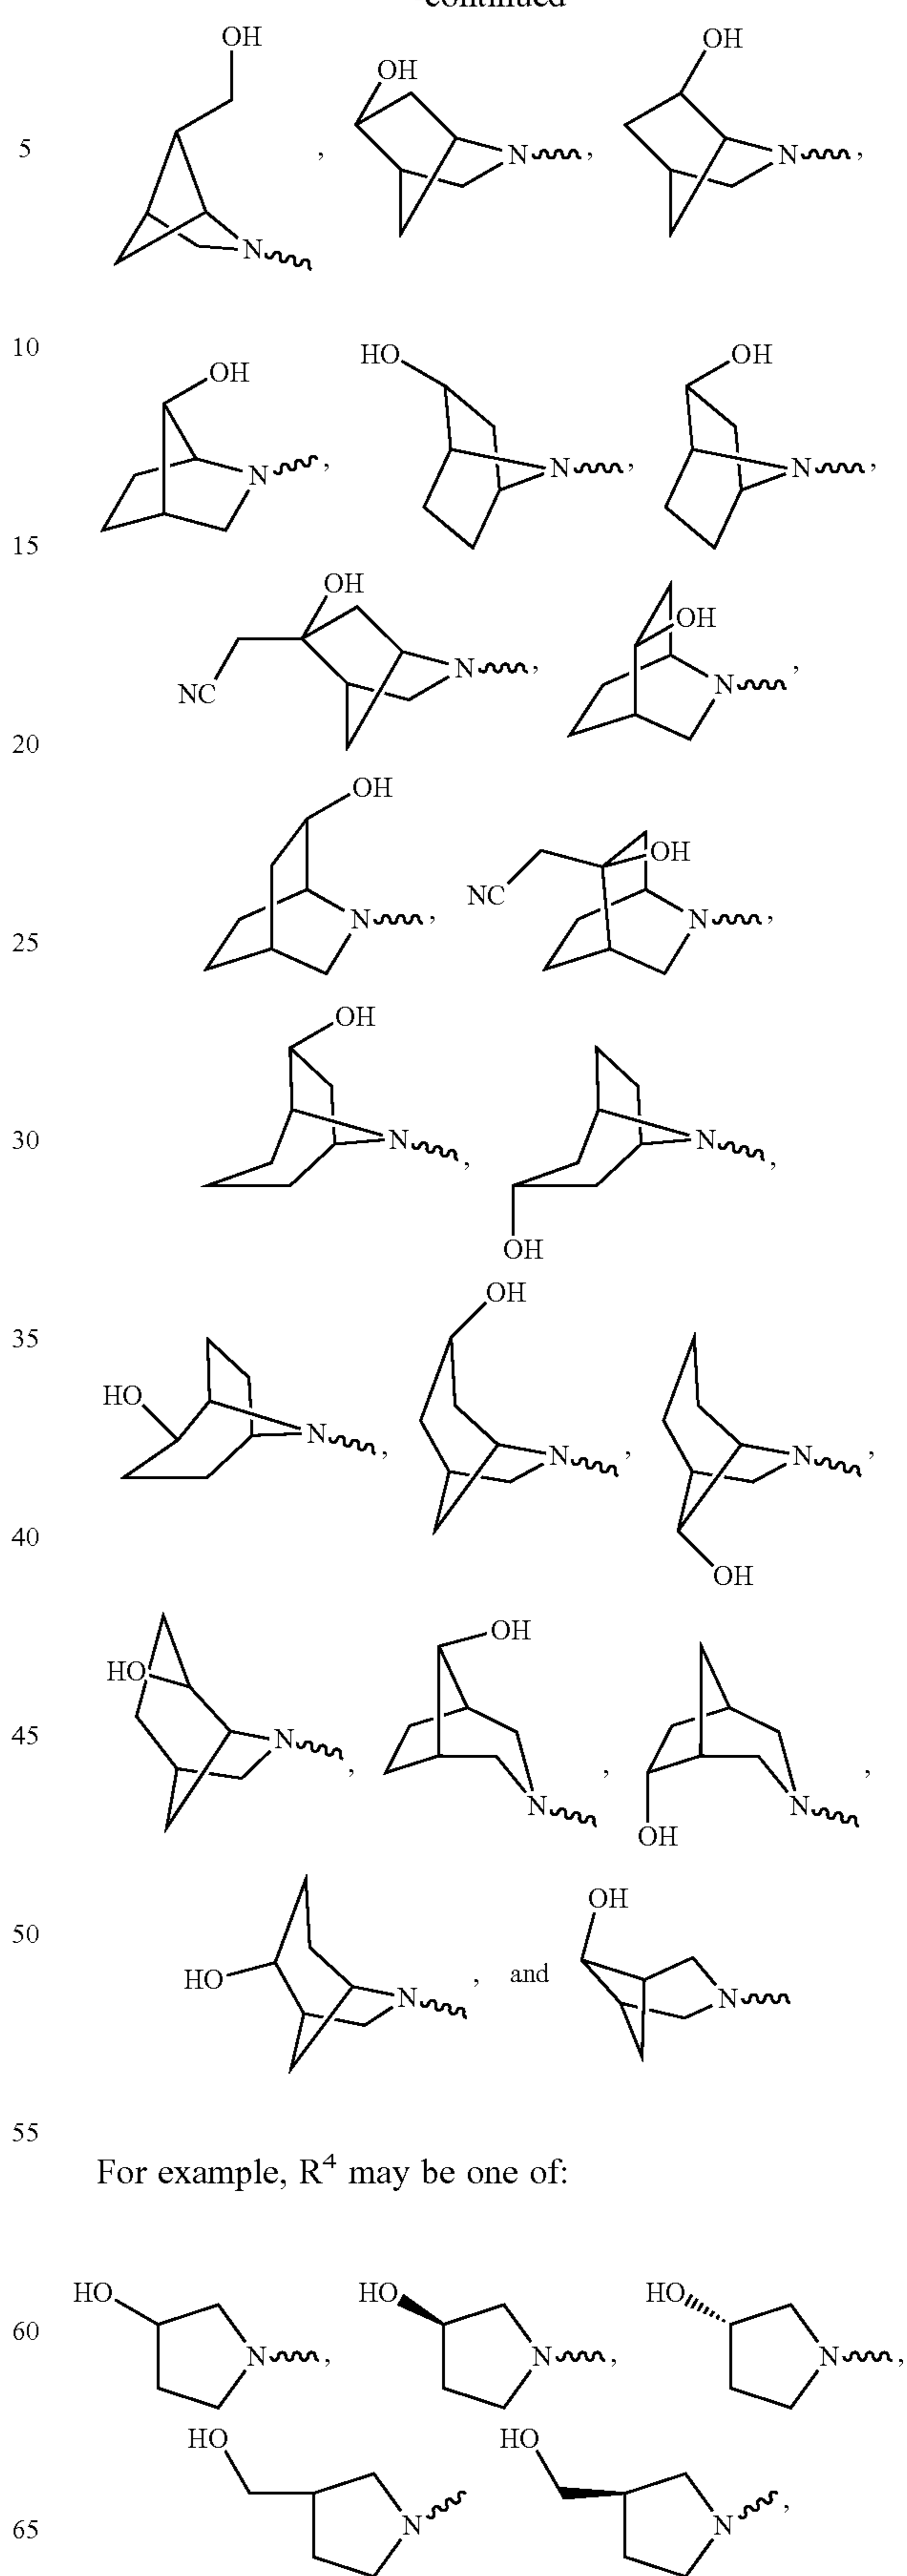 -continued
OH
5 OH OH
, N , N ,
N
10 HO OH
OH
N , N , N ,
15
OH OH
NC N , N ,
20
OH
OH
NC
25 N , N ,
OH
30 N , N ,
OH
OH
35
HO
N , N , N ,
40
OH
HO OH
45 N , , ,
N N
OH
50 OH
HO , and
N N
55
For example, R⁴ may be one of:
HO HO HO
60 N , N , N ,
HO HO
65 N N ,